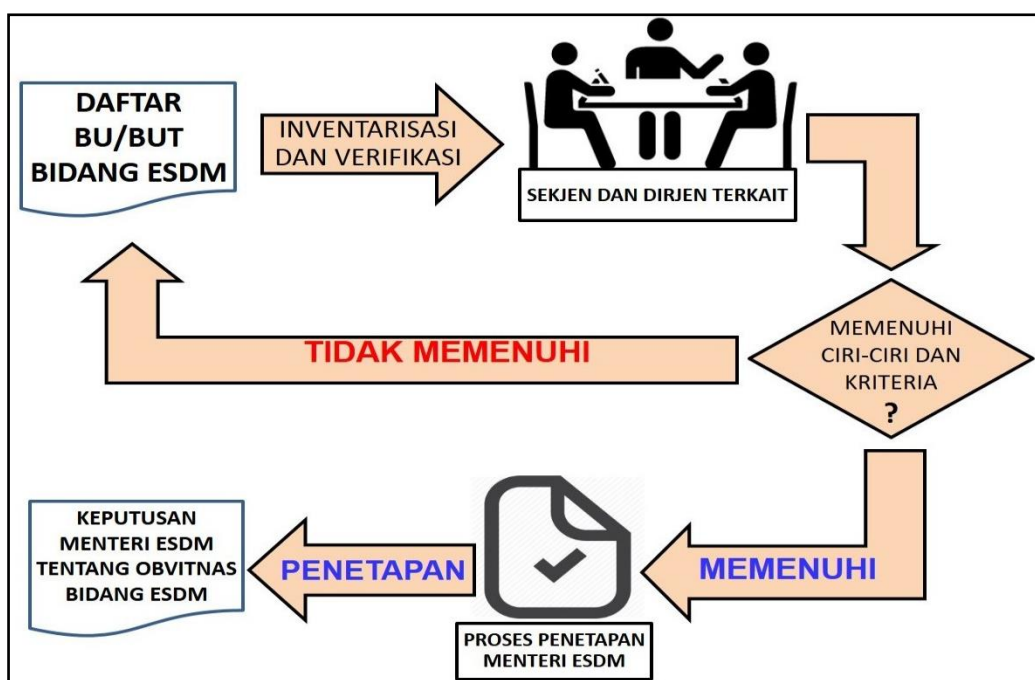 DAFTAR
BU/BUT
BIDANG ESDM
INVENTARISASI
DAN VERIFIKASI
SEKJEN DAN DIRJEN TERKAIT
MEMENUHI
CIRI-CIRI DAN
KRITERIA
?
TIDAK MEMENUHI
MEMENUHI
PROSES PENETAPAN
MENTERI ESDM
PENETAPAN
KEPUTUSAN
MENTERI ESDM
TENTANG OBVITNAS
BIDANG ESDM